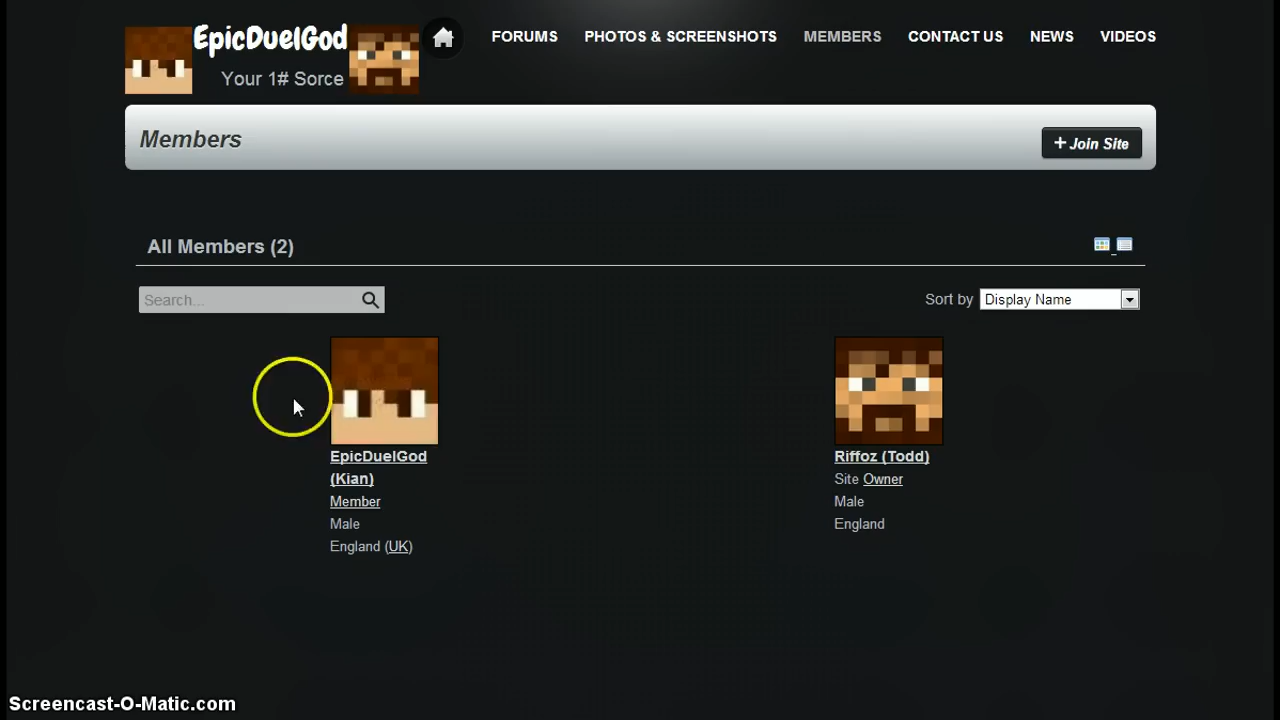 EpicDuelGod
Your 1# Sorce
FORUMS PHOTOS & SCREENSHOTS MEMBERS CONTACT US NEWS VIDEOS
Members
+ Join Site
All Members (2)
Search...
Sort by Display Name
EpicDuelGod
(Kian)
Member
Male
England (UK)
Riffoz (Todd)
Site Owner
Male
England
Screencast-O-Matic.com